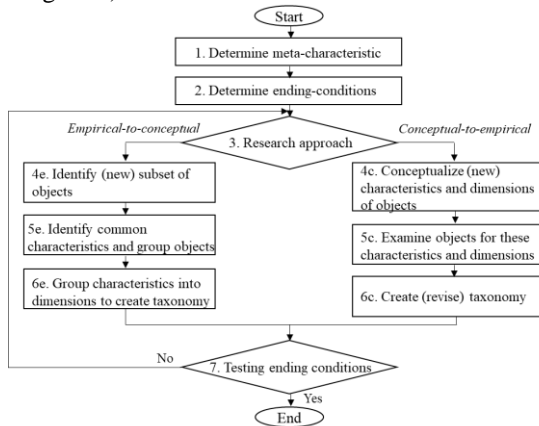 Start
1. Determine meta-characteristic
2. Determine ending-conditions
Empirical-to-conceptual
Conceptual-to-empirical
3. Research approach
4e. Identify (new) subset of
objects
4c. Conceptualize (new)
characteristics and dimensions
of objects
5e. Identify common
characteristics and group objects
5c. Examine objects for these
characteristics and dimensions
6e. Group characteristics into
dimensions to create taxonomy
6c. Create (revise) taxonomy
No
7. Testing ending conditions
Yes
End